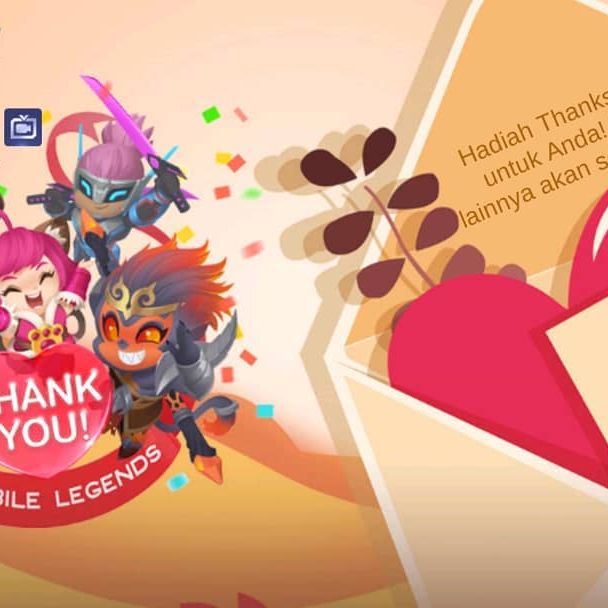 HANK
YOU!
BILE LEGENDS
Hadiah Thanks
untuk Anda!
lainnya akan s